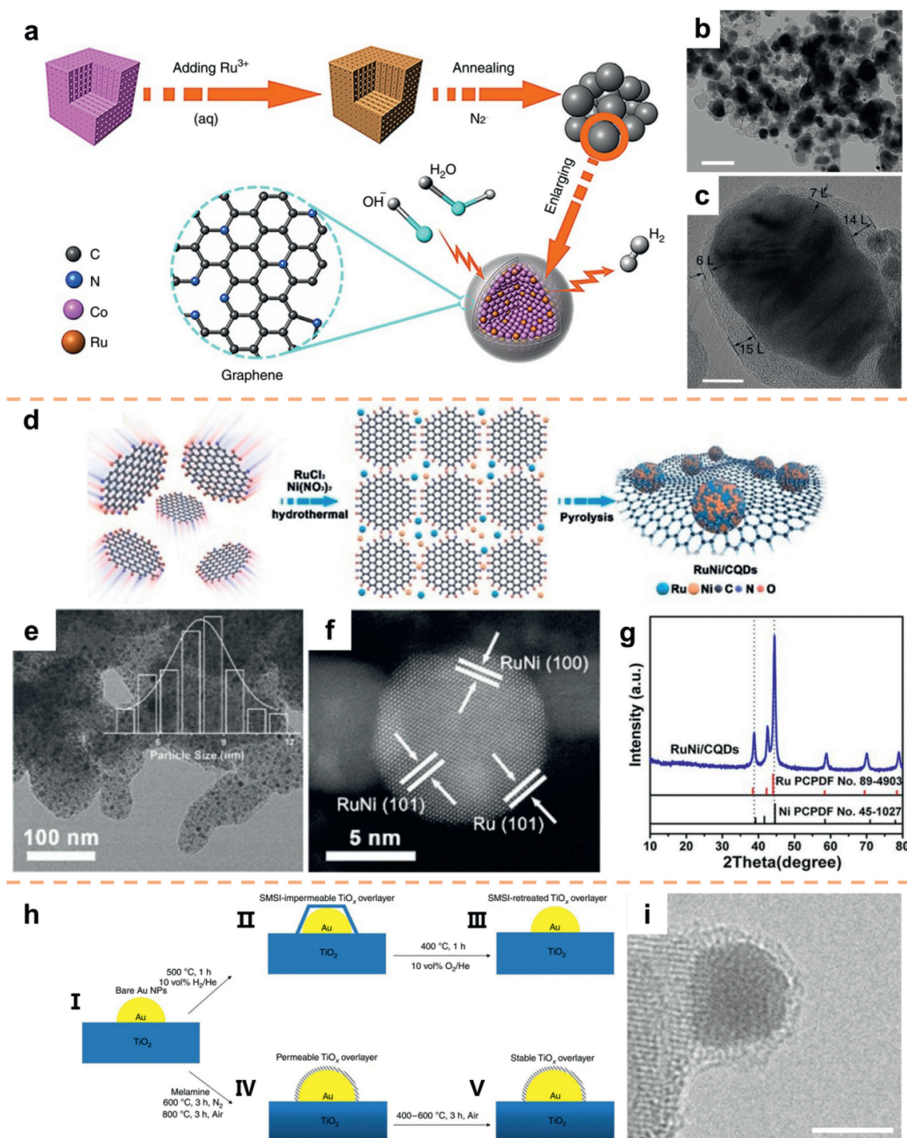 a
Adding Ru³⁺
(aq)
Annealing
N₂
Enlarging
H₂O
OH⁻
H₂
C
N
Co
Ru
Graphene
b
c
7 L
14 L
6 L
15 L
d
RuCl₃
Ni(NO₃)₂
hydrothermal
Pyrolysis
RuNi/CQDs
Ru Ni C N O
e
6 9 12
Particle Size (nm)
100 nm
f
RuNi (100)
RuNi (101)
Ru (101)
5 nm
g
Intensity (a.u.)
RuNi/CQDs
Ru PCPDF No. 89-4903
Ni PCPDF No. 45-1027
10 20 30 40 50 60 70 80
2Theta(degree)
h
I
Bare Au NPs
Au
TiO₂
500 °C, 1 h
10 vol% H₂/He
II
SMSI-impermeable TiOₓ overlayer
Au
TiO₂
400 °C, 1 h
10 vol% O₂/He
III
SMSI-retreated TiOₓ overlayer
Au
TiO₂
Melamine
600 °C, 3 h, N₂
800 °C, 3 h, Air
IV
Permeable TiOₓ overlayer
Au
TiO₂
400–600 °C, 3 h, Air
V
Stable TiOₓ overlayer
Au
TiO₂
i